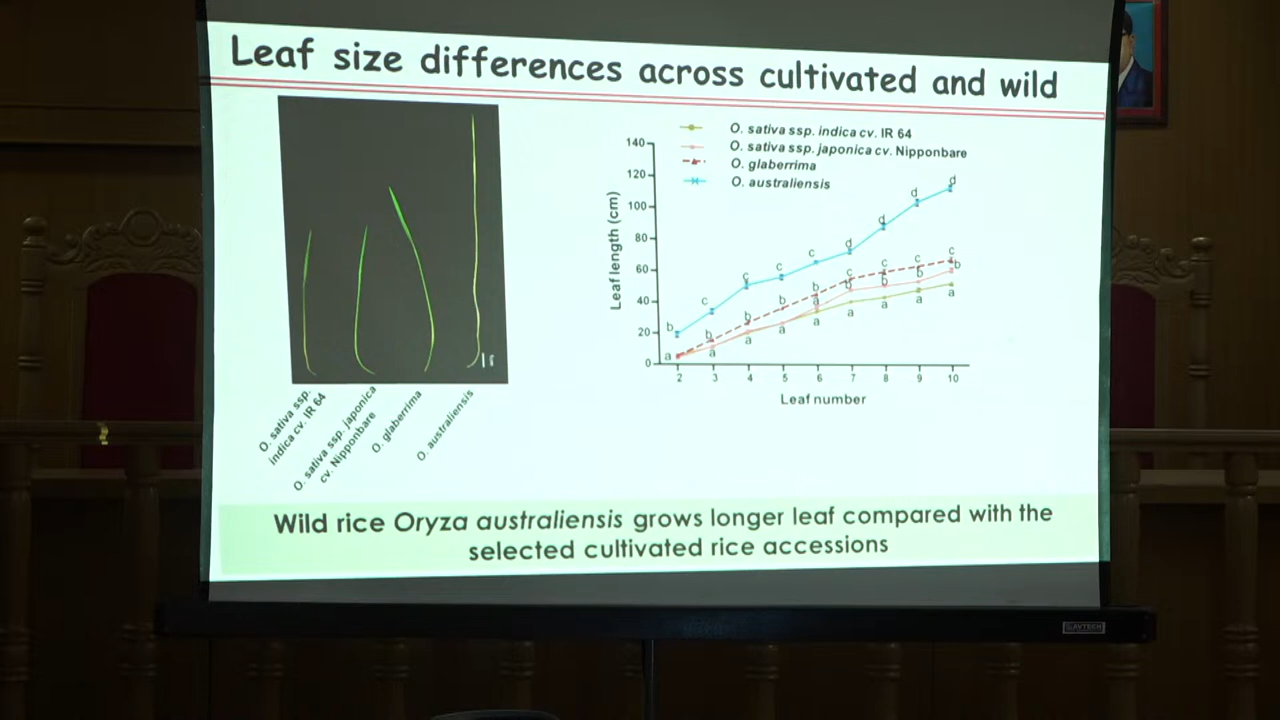 Leaf size differences across cultivated and wild
O. sativa ssp. indica cv. IR 64
O. sativa ssp. japonica cv. Nipponbare
O. glaberrima
O. australiensis
Leaf length (cm)
140
120
100
80
60
40
20
0
2 3 4 5 6 7 8 9 10
Leaf number
b c c c c d d d d
a b b b b c c c c
a a a a b b b b
a a a a a
O. sativa ssp.
indica cv. IR 64
O. sativa ssp. japonica
cv. Nipponbare
O. glaberrima
O. australiensis
Wild rice Oryza australiensis grows longer leaf compared with the
selected cultivated rice accessions